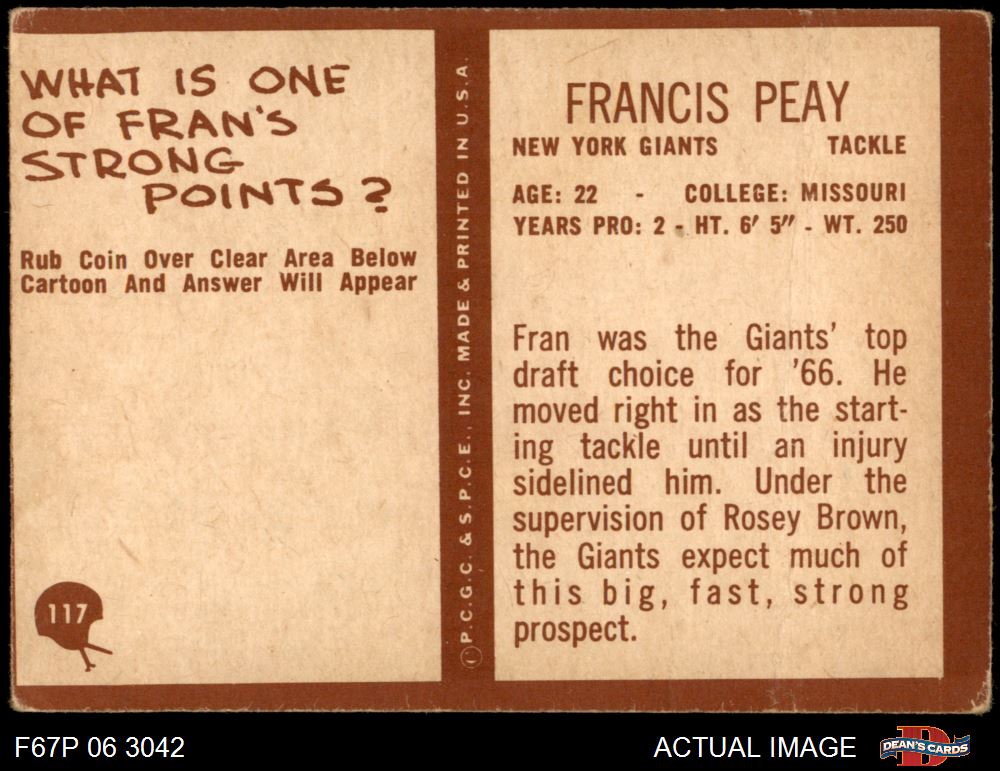 WHAT IS ONE
OF FRAN'S
STRONG
POINTS?
Rub Coin Over Clear Area Below
Cartoon And Answer Will Appear
117
© P.C.G.C. & S.P.C.E., INC. MADE & PRINTED IN U.S.A.
FRANCIS PEAY
NEW YORK GIANTS TACKLE
AGE: 22 - COLLEGE: MISSOURI
YEARS PRO: 2 - HT. 6′ 5″ - WT. 250
Fran was the Giants' top
draft choice for '66. He
moved right in as the start-
ing tackle until an injury
sidelined him. Under the
supervision of Rosey Brown,
the Giants expect much of
this big, fast, strong
prospect.
F67P 06 3042
ACTUAL IMAGE
DEAN'S CARDS